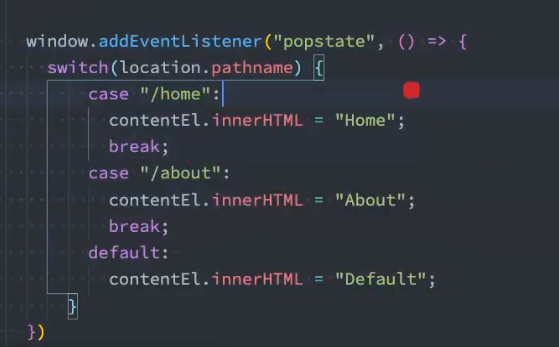 window.addEventListener("popstate", () => {
switch(location.pathname) {
case "/home":
contentEl.innerHTML = "Home";
break;
case "/about":
contentEl.innerHTML = "About";
break;
default:
contentEl.innerHTML = "Default";
}
})